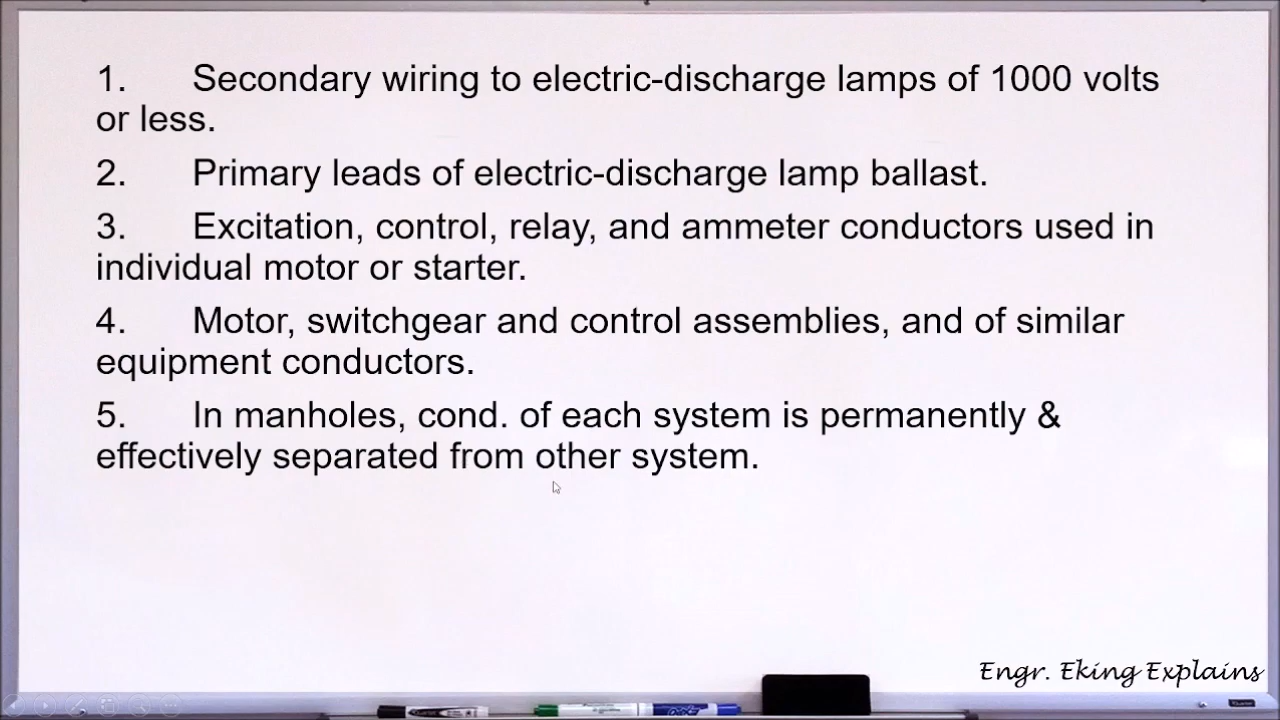 1. Secondary wiring to electric-discharge lamps of 1000 volts
or less.
2. Primary leads of electric-discharge lamp ballast.
3. Excitation, control, relay, and ammeter conductors used in
individual motor or starter.
4. Motor, switchgear and control assemblies, and of similar
equipment conductors.
5. In manholes, cond. of each system is permanently &
effectively separated from other system.
Engr. Eking Explains